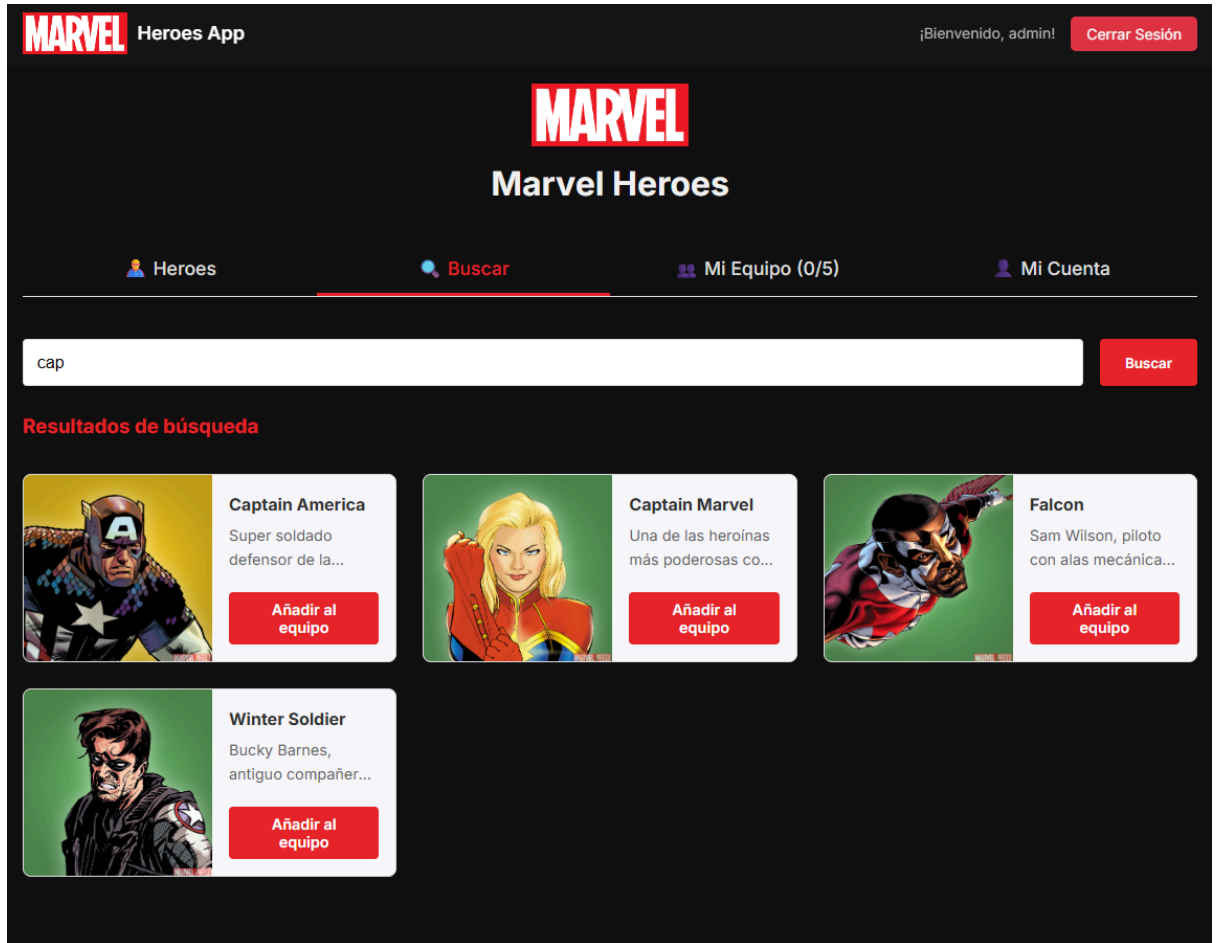 MARVEL Heroes App
¡Bienvenido, admin!
Cerrar Sesión
MARVEL
Marvel Heroes
Heroes
Buscar
Mi Equipo (0/5)
Mi Cuenta
cap
Buscar
Resultados de búsqueda
Captain America
Super soldado
defensor de la...
Añadir al
equipo
Captain Marvel
Una de las heroínas
más poderosas co...
Añadir al
equipo
Falcon
Sam Wilson, piloto
con alas mecánica...
Añadir al
equipo
Winter Soldier
Bucky Barnes,
antiguo compañer...
Añadir al
equipo